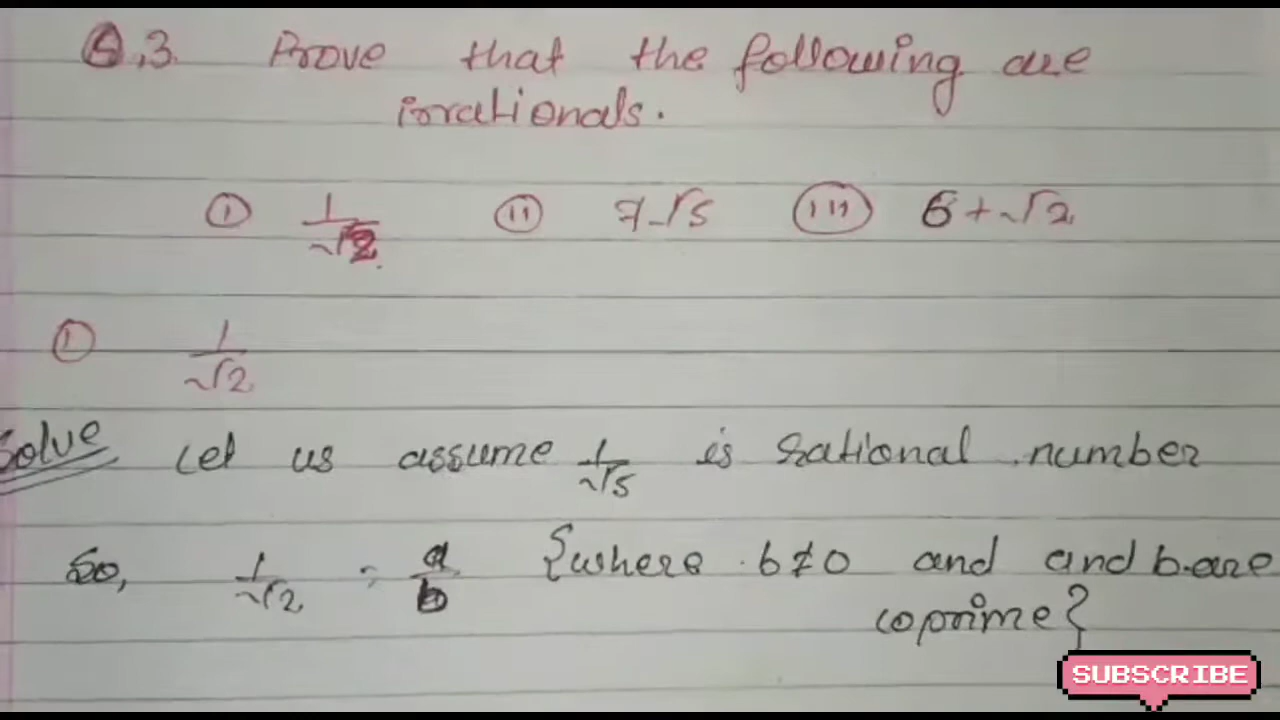 Q.3. Prove that the following are
irrationals.
(i) 1/√2 (ii) 7√5 (iii) 6+√2
(i) 1/√2
Solve Let us assume 1/√5 is rational number
So, 1/√2 = a/b {where b≠0 and and b are
coprime}
SUBSCRIBE